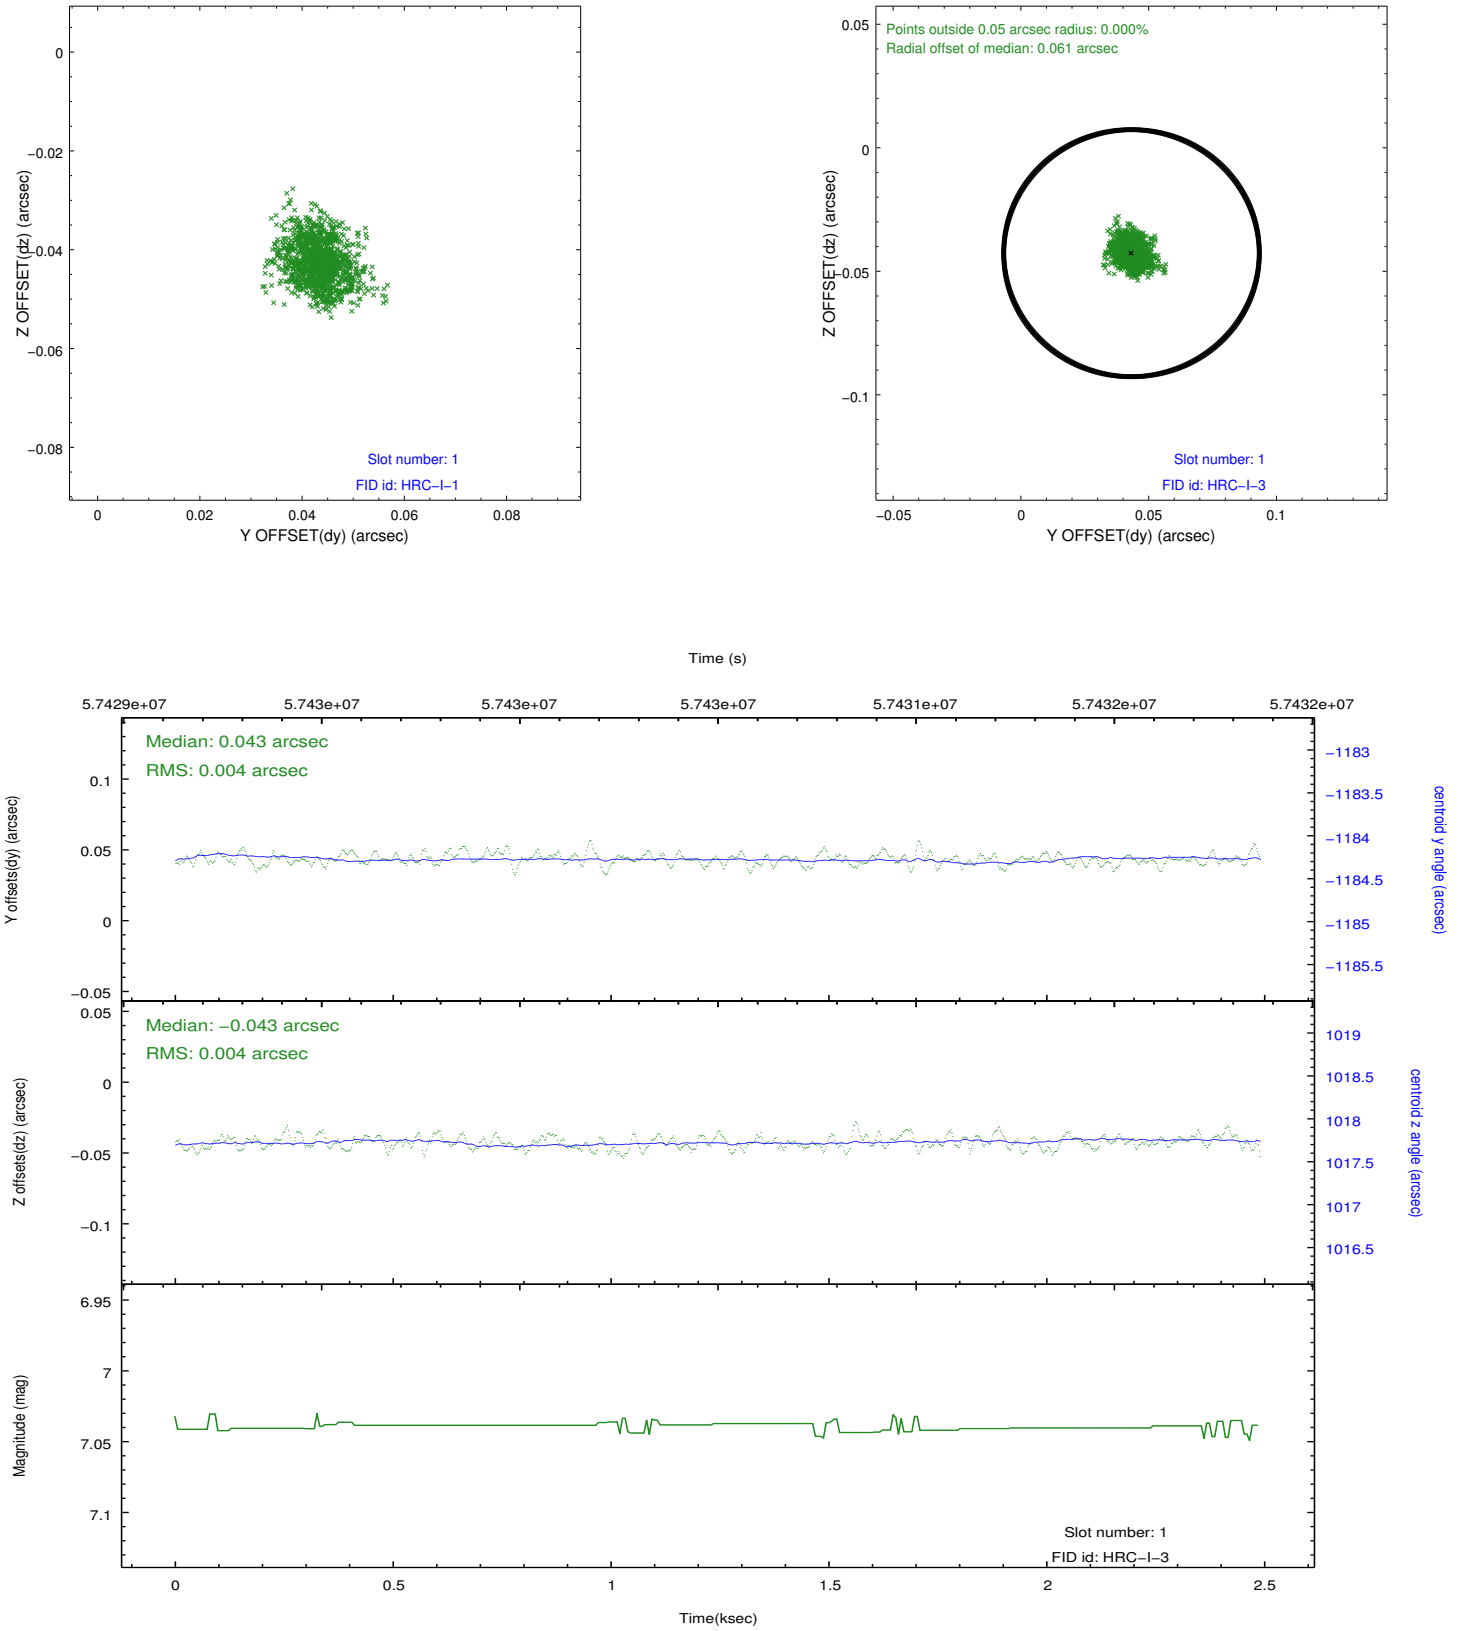 0
−0.02
−0.04
−0.06
−0.08
Z OFFSET(dz) (arcsec)
Slot number: 1
FID id: HRC−I−1
0
0.02
0.04
0.06
0.08
Y OFFSET(dy) (arcsec)
Points outside 0.05 arcsec radius: 0.000%
Radial offset of median: 0.061 arcsec
0.05
0
−0.05
−0.1
Z OFFSET(dz) (arcsec)
Slot number: 1
FID id: HRC−I−3
−0.05
0
0.05
0.1
Y OFFSET(dy) (arcsec)
Time (s)
5.7429e+07
5.743e+07
5.743e+07
5.743e+07
5.7431e+07
5.7432e+07
5.7432e+07
Median: 0.043 arcsec
RMS: 0.004 arcsec
0.1
0.05
0
−0.05
Y offsets(dy) (arcsec)
−1183
−1183.5
−1184
−1184.5
−1185
−1185.5
centroid y angle (arcsec)
Median: −0.043 arcsec
RMS: 0.004 arcsec
0.05
0
−0.05
−0.1
Z offsets(dz) (arcsec)
1019
1018.5
1018
1017.5
1017
1016.5
centroid z angle (arcsec)
6.95
7
7.05
7.1
Magnitude (mag)
Slot number: 1
FID id: HRC−I−3
0
0.5
1
1.5
2
2.5
Time(ksec)